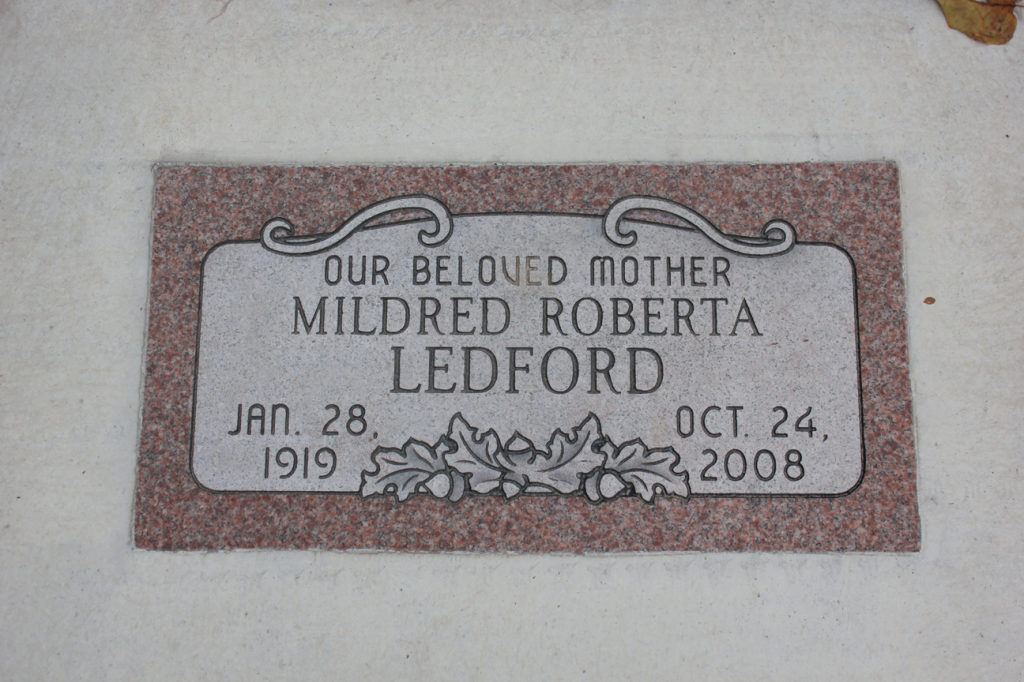 OUR BELOVED MOTHER
MILDRED ROBERTA
LEDFORD
JAN. 28,
1919
OCT. 24,
2008